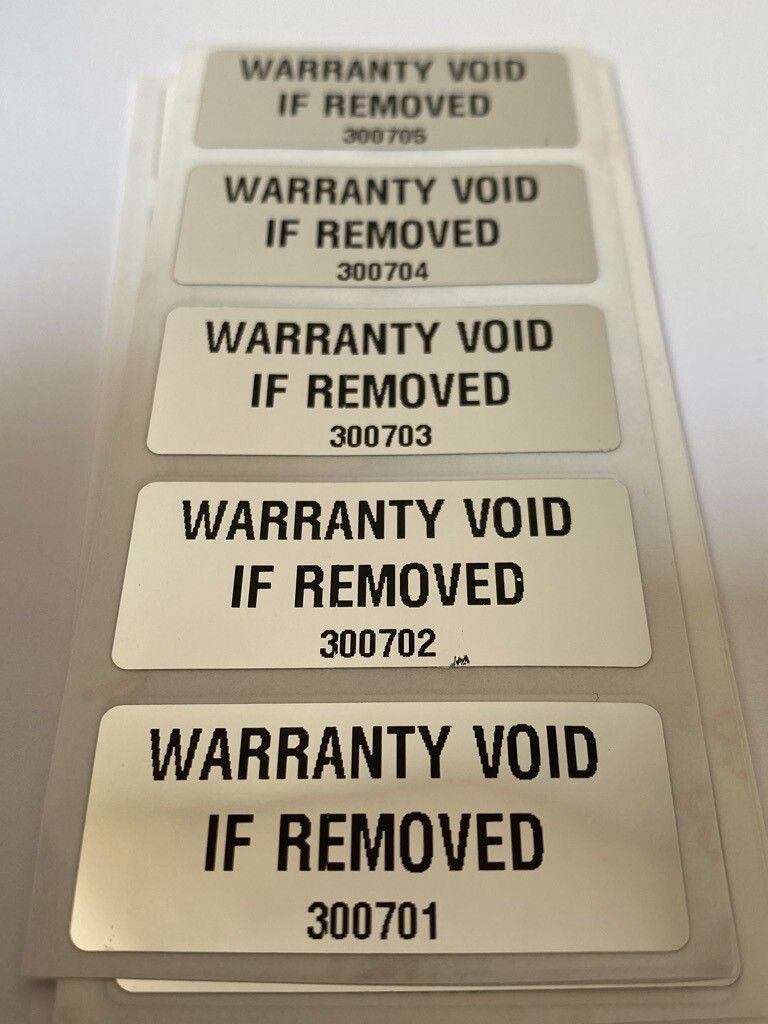 WARRANTY VOID
IF REMOVED
300705
WARRANTY VOID
IF REMOVED
300704
WARRANTY VOID
IF REMOVED
300703
WARRANTY VOID
IF REMOVED
300702
WARRANTY VOID
IF REMOVED
300701